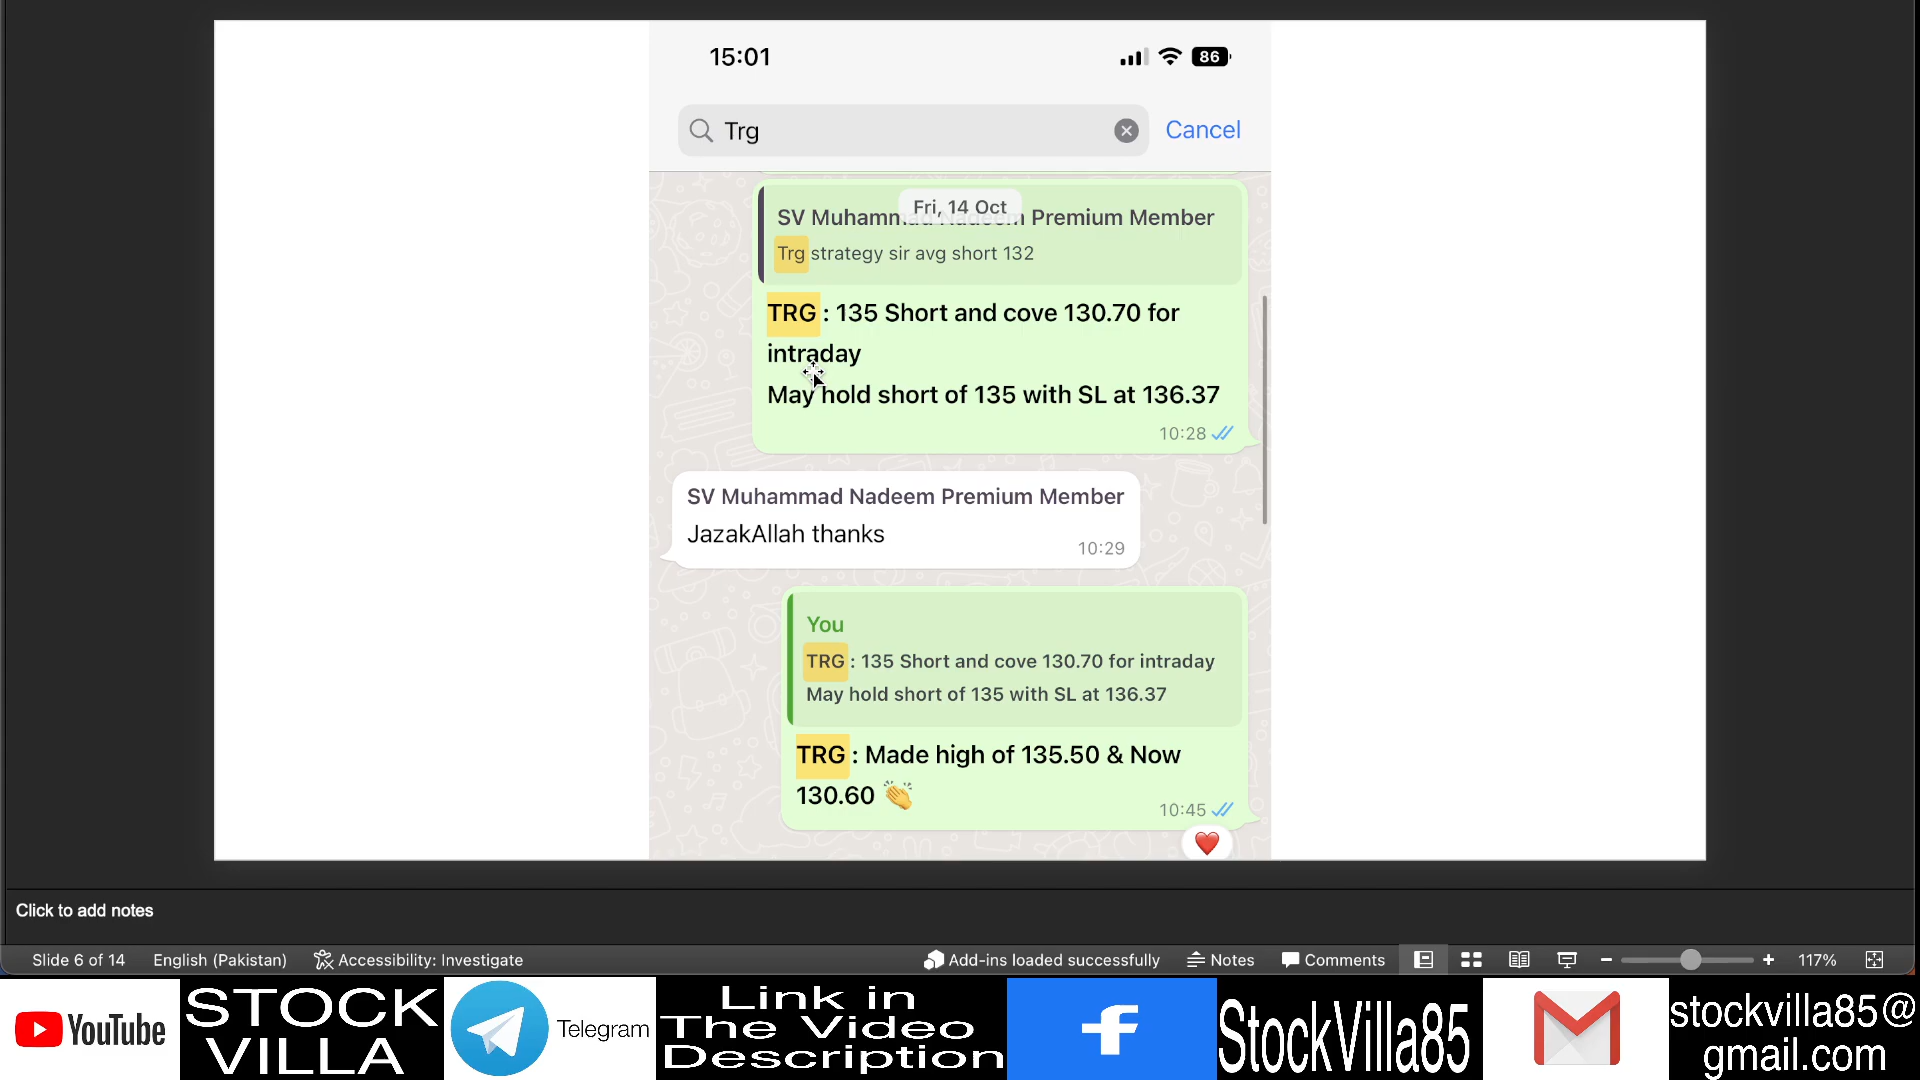 15:01
86
Trg
Cancel
Fri, 14 Oct
SV Muhammad Nadeem Premium Member
Trg strategy sir avg short 132
TRG : 135 Short and cove 130.70 for
intraday
May hold short of 135 with SL at 136.37
10:28
SV Muhammad Nadeem Premium Member
JazakAllah thanks
10:29
You
TRG : 135 Short and cove 130.70 for intraday
May hold short of 135 with SL at 136.37
TRG : Made high of 135.50 & Now
130.60
10:45
Click to add notes
Slide 6 of 14
English (Pakistan)
Accessibility: Investigate
Add-ins loaded successfully
Notes
Comments
117%
YouTube
STOCK
VILLA
Telegram
Link in
The Video
Description
StockVilla85
stockvilla85@
gmail.com